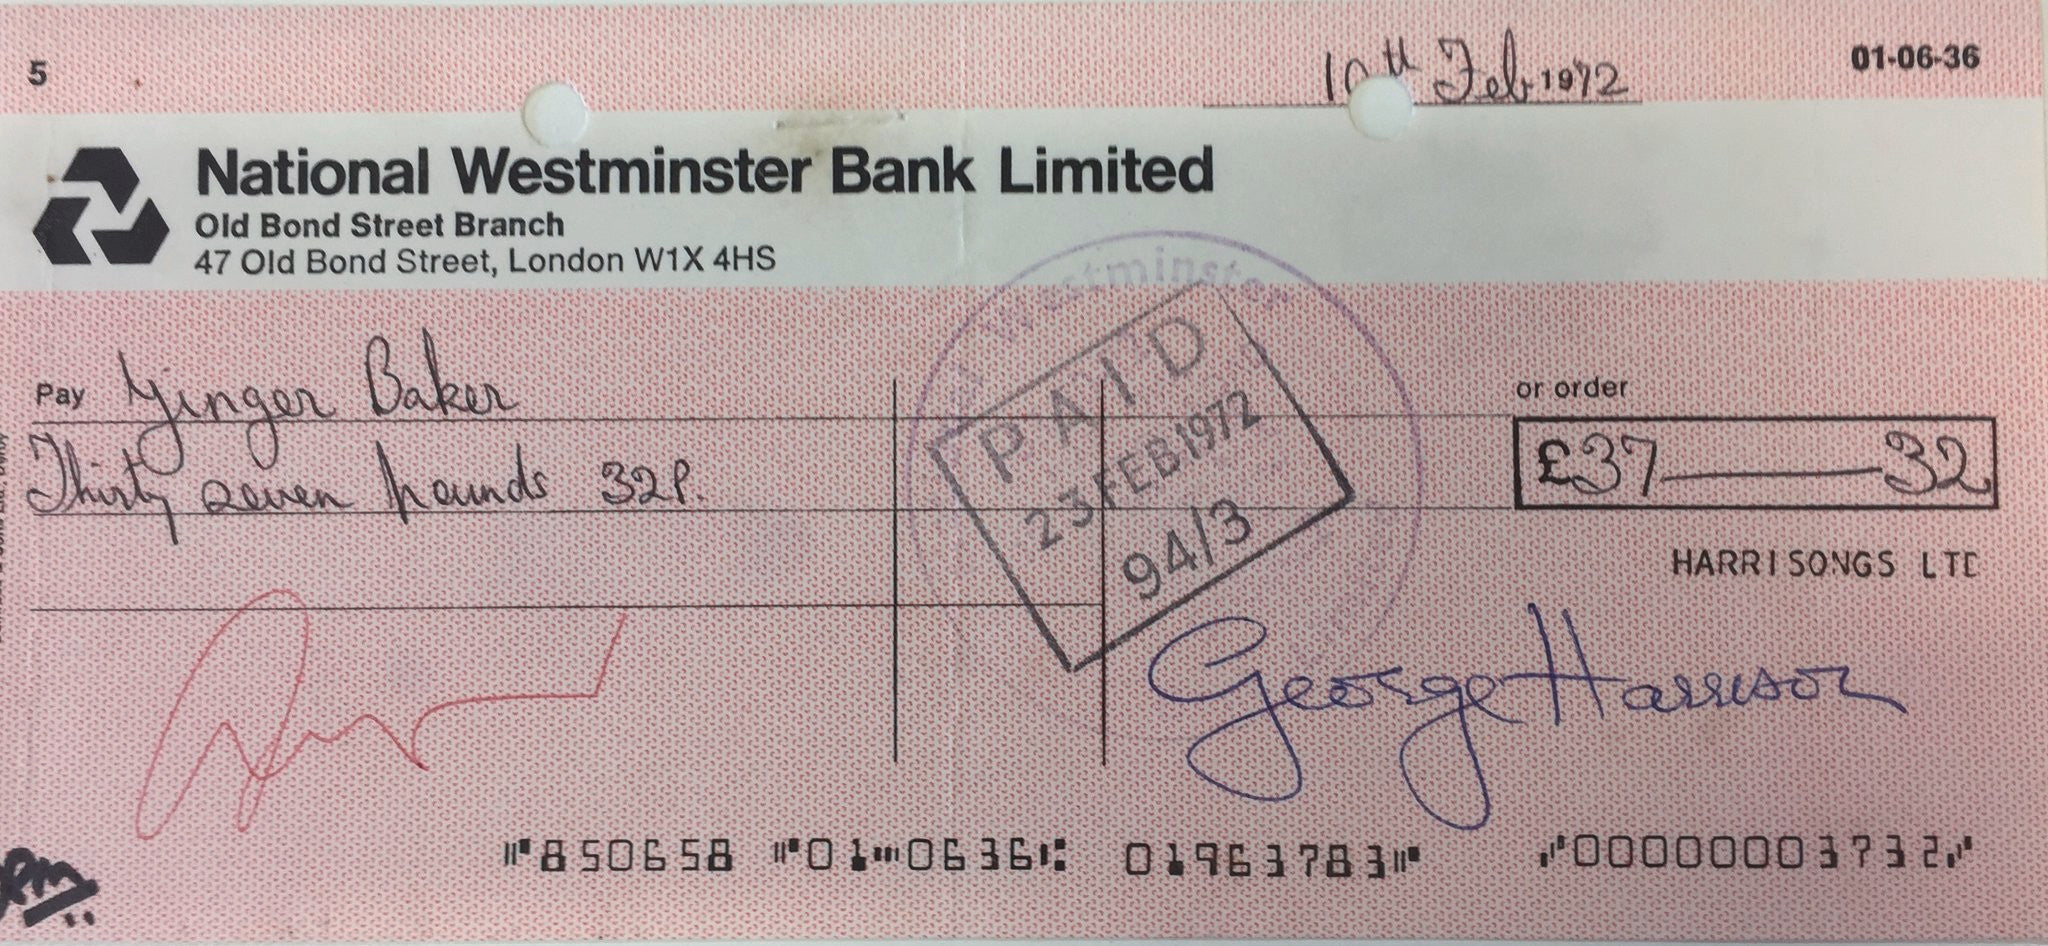 5
10th Feb 1972
01-06-36
National Westminster Bank Limited
Old Bond Street Branch
47 Old Bond Street, London W1X 4HS
Westminster
Pay Ginger Baker
or order
Thirty seven pounds 32P.
£37 — 32
PAID
23 FEB 1972
94/3
HARRISONGS LTD
George Harrison
⑈850658 ⑈01⑉0636⑆ 01963783⑈ ⑇00000003732⑇